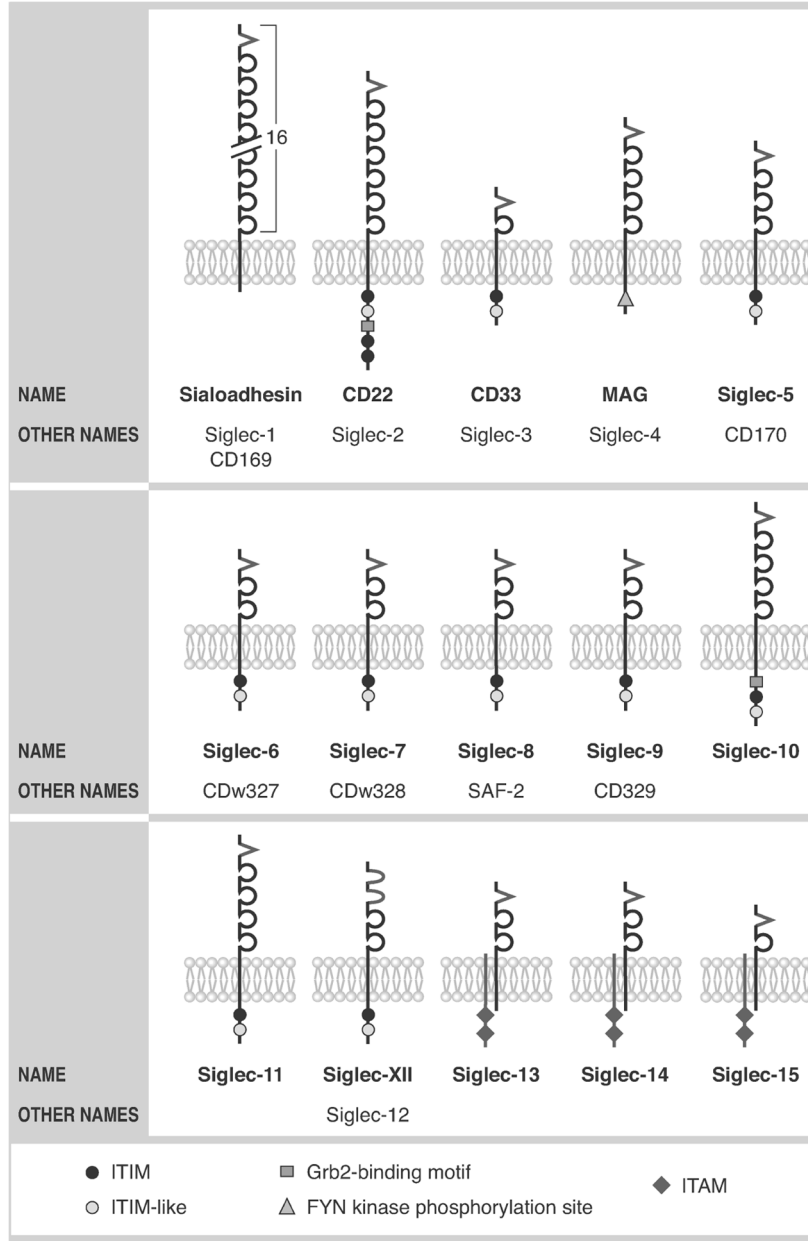 16
NAME Sialoadhesin CD22 CD33 MAG Siglec-5
OTHER NAMES Siglec-1 Siglec-2 Siglec-3 Siglec-4 CD170
CD169
NAME Siglec-6 Siglec-7 Siglec-8 Siglec-9 Siglec-10
OTHER NAMES CDw327 CDw328 SAF-2 CD329
NAME Siglec-11 Siglec-XII Siglec-13 Siglec-14 Siglec-15
OTHER NAMES Siglec-12
ITIM Grb2-binding motif ITAM
ITIM-like FYN kinase phosphorylation site